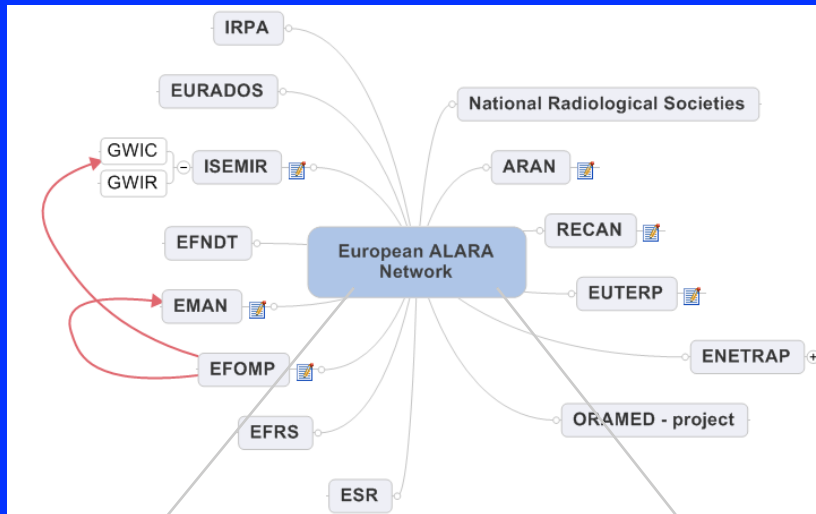 IRPA
EURADOS
National Radiological Societies
GWIC
GWIR
ISEMIR
ARAN
RECAN
EFNDT
European ALARA
Network
EMAN
EUTERP
EFOMP
ENETRAP
ORAMED - project
EFRS
ESR